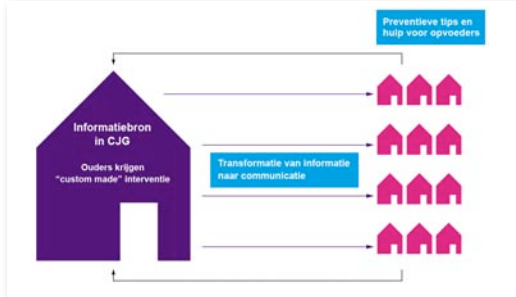 Preventieve tips en
hulp voor opvoeders
Informatiebron
in CJG
Ouders krijgen
"custom made" interventie
Transformatie van informatie
naar communicatie